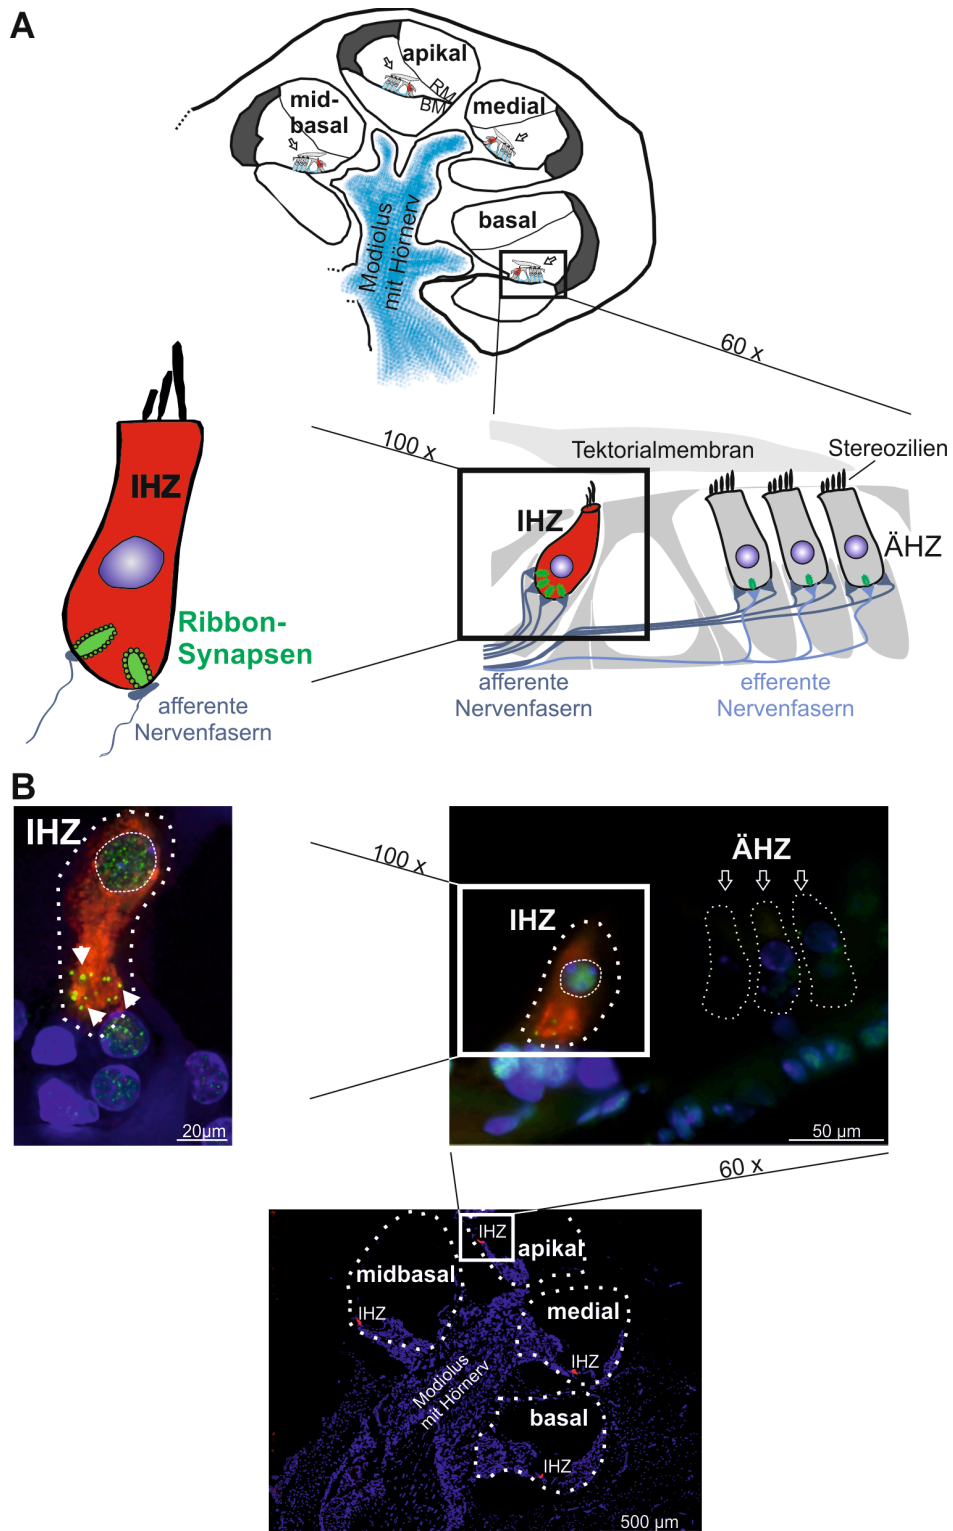 A
apikal
RM
BM
mid-
basal
medial
basal
Modiolus
mit Hörnerv
60 x
100 x
Tektorialmembran
Stereozilien
IHZ
IHZ
ÄHZ
Ribbon-
Synapsen
afferente
Nervenfasern
afferente
Nervenfasern
efferente
Nervenfasern
B
IHZ
20µm
100 x
IHZ
ÄHZ
50 µm
60 x
IHZ
apikal
midbasal
IHZ
medial
IHZ
Modiolus
mit Hörnerv
basal
IHZ
500 µm